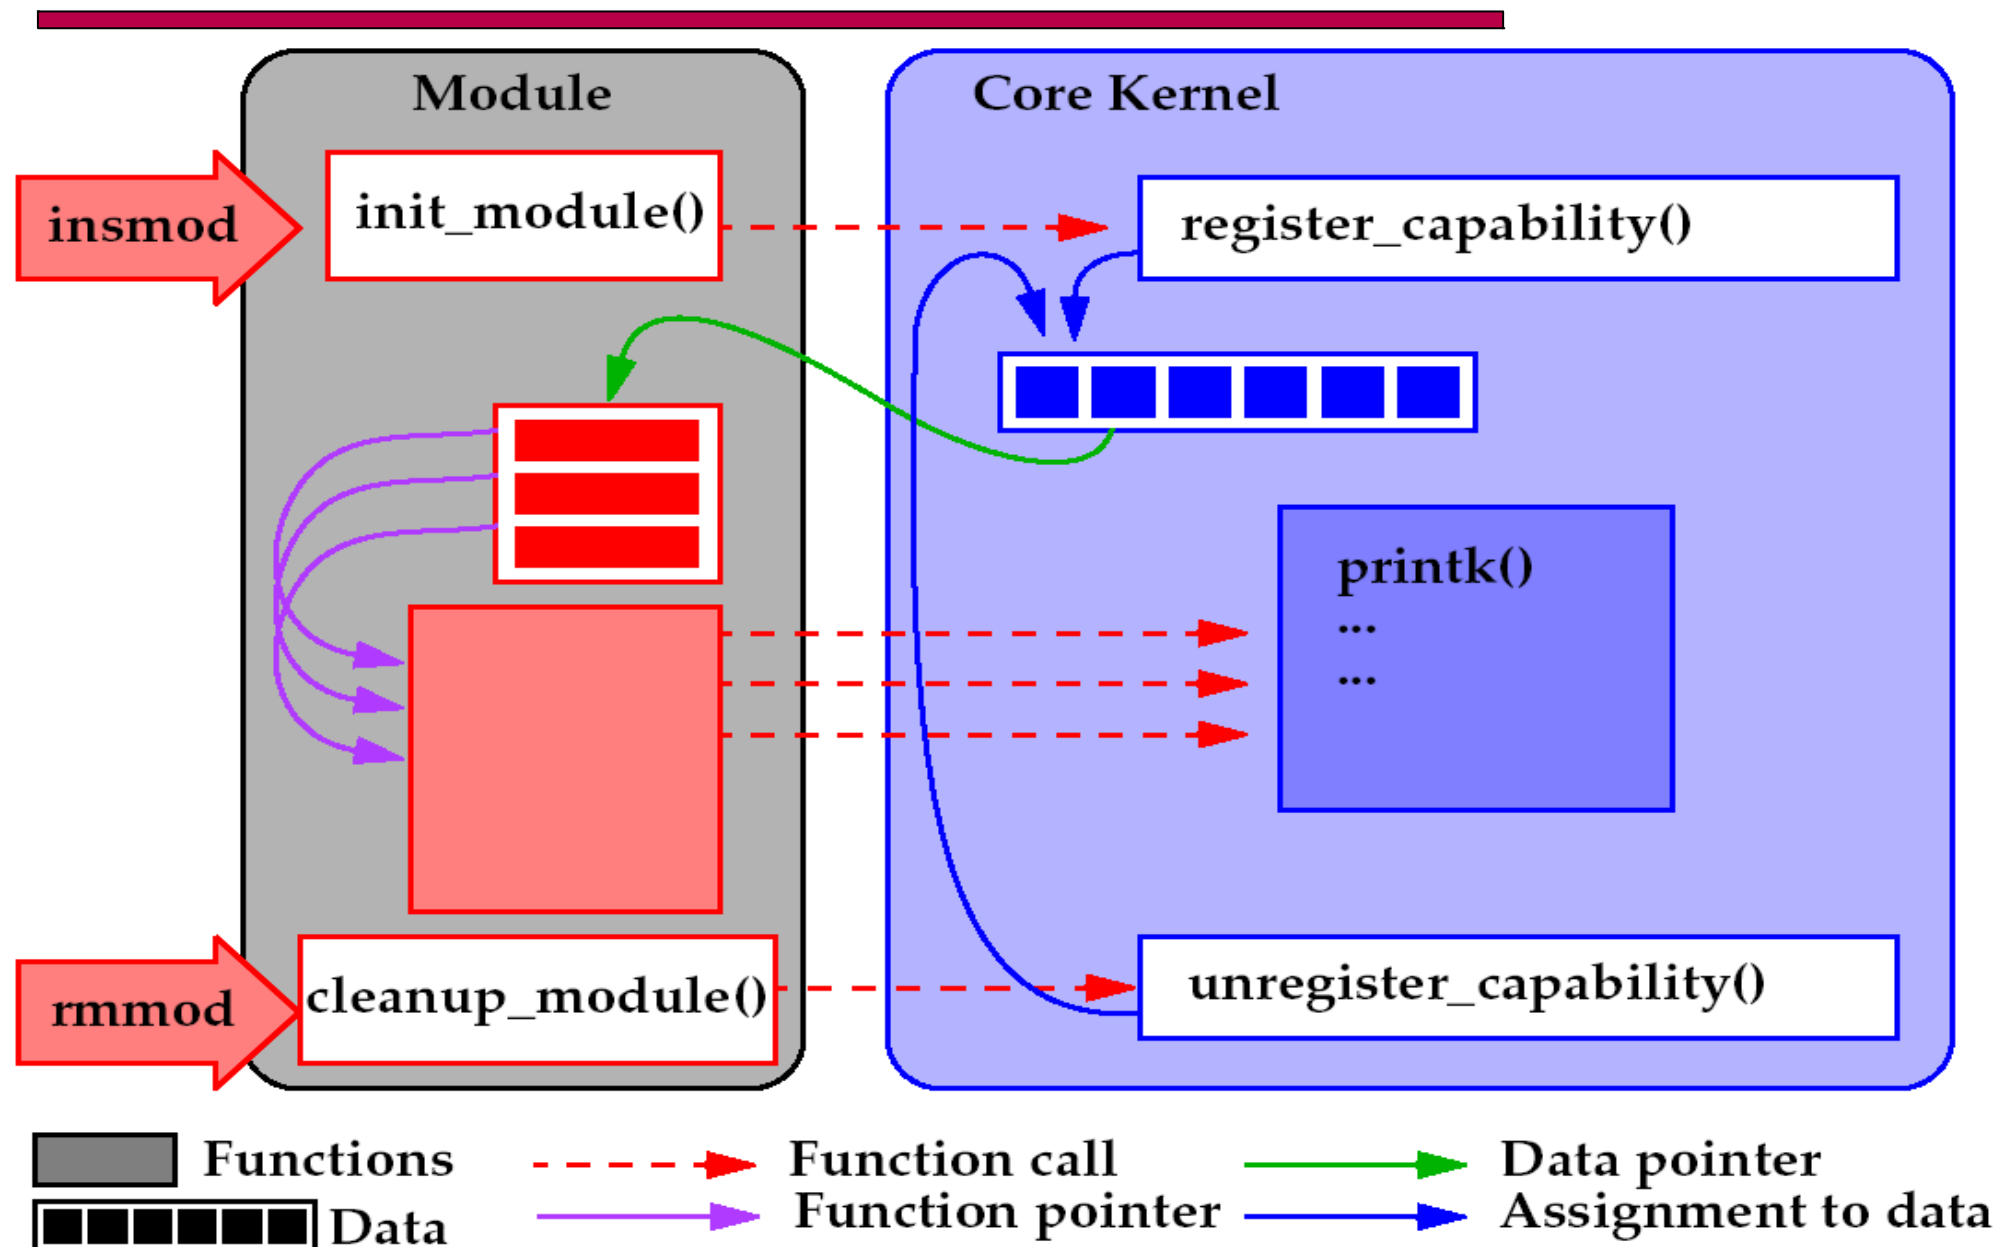 Module
Core Kernel
insmod
init_module()
register_capability()
printk()
...
...
rmmod
cleanup_module()
unregister_capability()
Functions
Function call
Data pointer
Data
Function pointer
Assignment to data